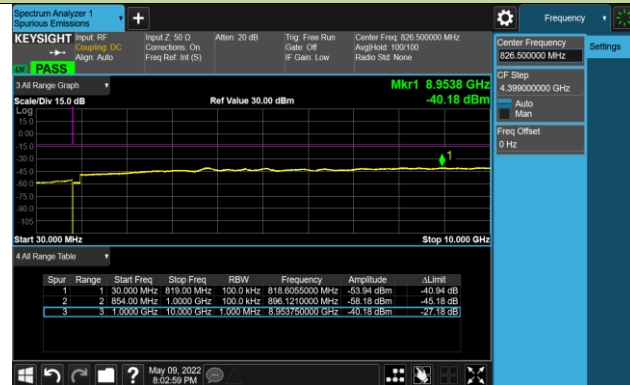 Spectrum Analyzer 1
Spurious Emissions
Frequency
KEYSIGHT Input: RF Input Z: 50 Ω Atten: 20 dB Trig: Free Run Center Freq: 826.500000 MHz
Coupling: DC Corrections: On Gate: Off Avg|Hold: 100/100
Align: Auto Freq Ref: Int (S) IF Gain: Low Radio Std: None
PASS
Center Frequency
826.500000 MHz
Settings
CF Step
4.399000000 GHz
Auto
Man
Freq Offset
0 Hz
3 All Range Graph
Mkr1 8.9538 GHz
Scale/Div 15.0 dB Ref Value 30.00 dBm -40.18 dBm
Log
15.0
0.00
-15.0
-30.0
-45.0
-60.0
-75.0
-90.0
-105
1
Start 30.000 MHz Stop 10.000 GHz
4 All Range Table
Spur Range Start Freq Stop Freq RBW Frequency Amplitude ΔLimit
1 1 30.000 MHz 819.00 MHz 100.0 kHz 818.6055000 MHz -53.94 dBm -40.94 dB
2 2 854.00 MHz 1.0000 GHz 100.0 kHz 896.1210000 MHz -58.18 dBm -45.18 dB
3 3 1.0000 GHz 10.000 GHz 1.000 MHz 8.953750000 GHz -40.18 dBm -27.18 dB
May 09, 2022
8:02:59 PM